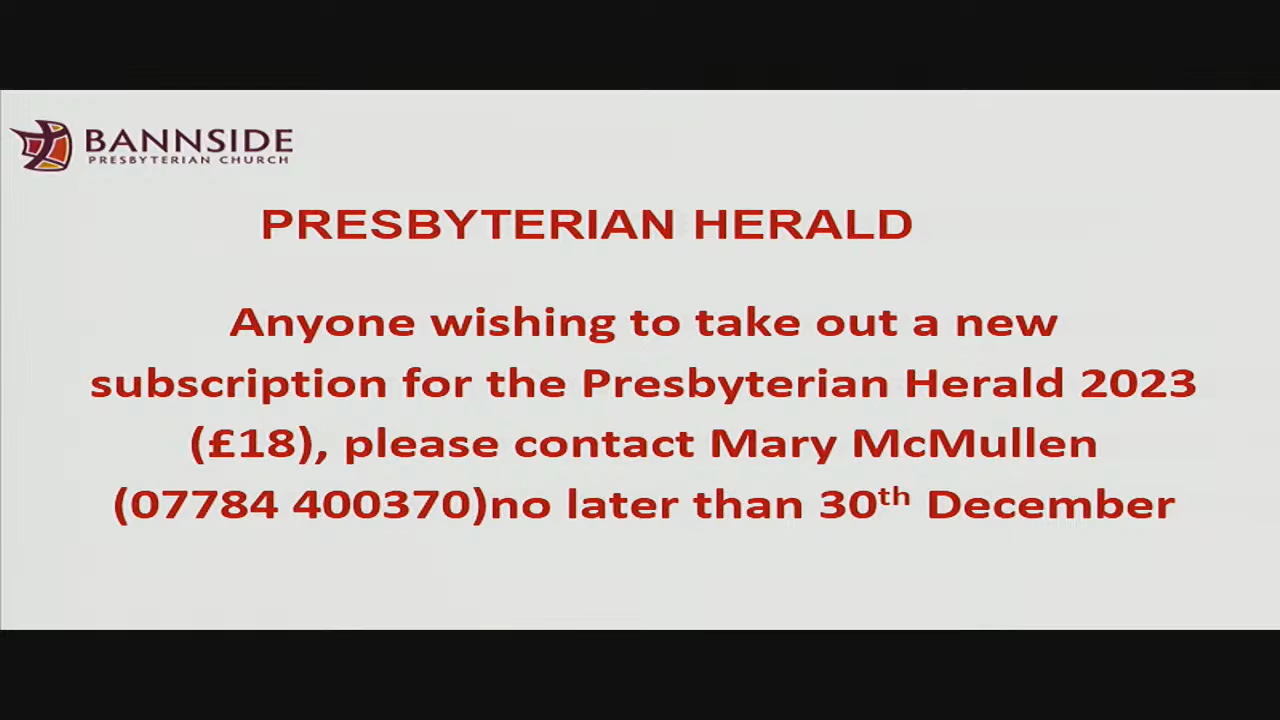 BANNSIDE
PRESBYTERIAN CHURCH
PRESBYTERIAN HERALD
Anyone wishing to take out a new
subscription for the Presbyterian Herald 2023
(£18), please contact Mary McMullen
(07784 400370)no later than 30th December